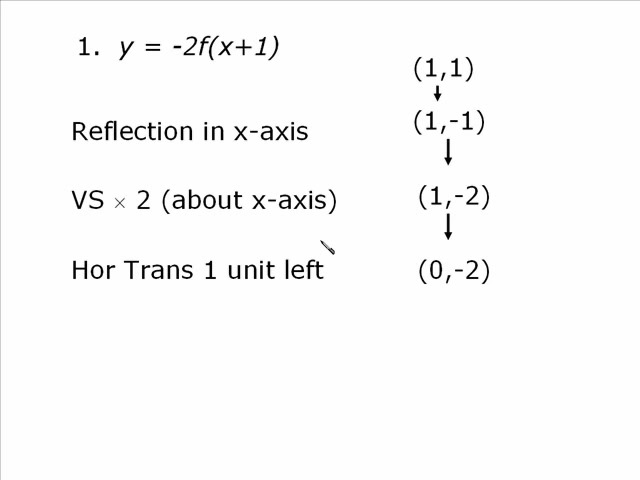 1. y = -2f(x+1)
(1,1)
Reflection in x-axis
(1,-1)
VS × 2 (about x-axis)
(1,-2)
Hor Trans 1 unit left
(0,-2)